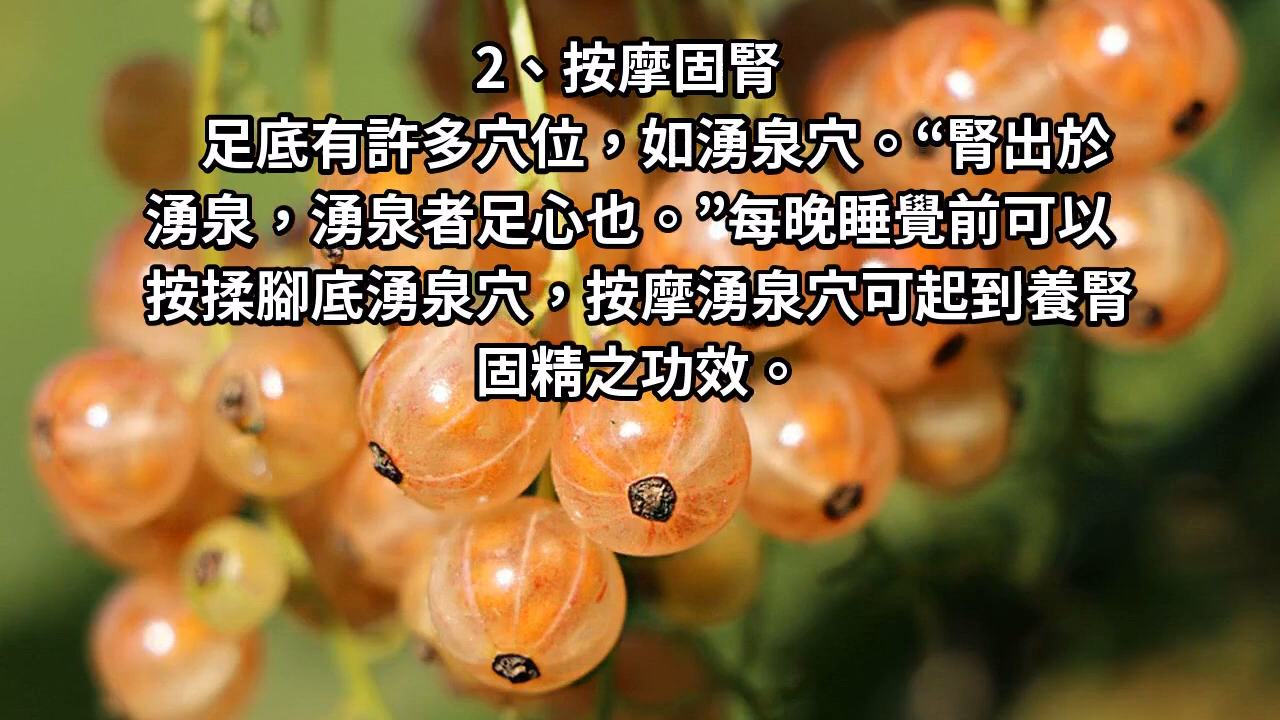 2、按摩固腎
足底有許多穴位，如湧泉穴。“腎出於
湧泉，湧泉者足心也。”每晚睡覺前可以
按揉腳底湧泉穴，按摩湧泉穴可起到養腎
固精之功效。